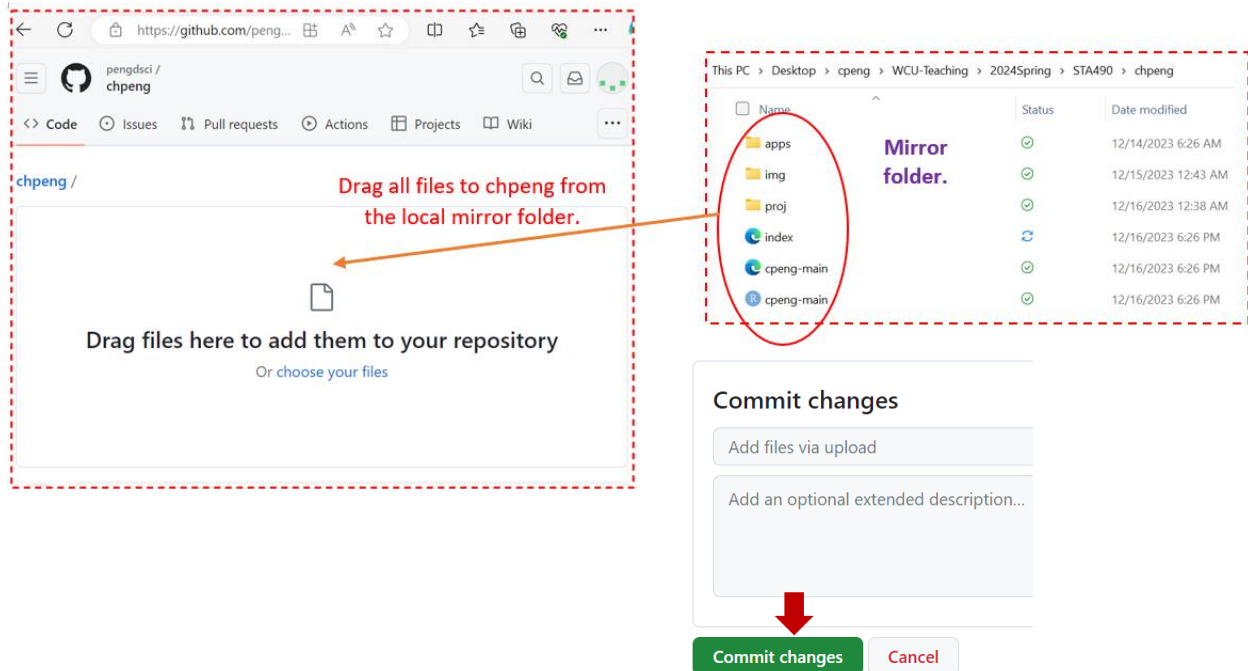 https://github.com/peng...
pengdsci /
chpeng
Code Issues Pull requests Actions Projects Wiki
chpeng /
Drag all files to chpeng from
the local mirror folder.
Drag files here to add them to your repository
Or choose your files
This PC > Desktop > cpeng > WCU-Teaching > 2024Spring > STA490 > chpeng
Name Status Date modified
apps 12/14/2023 6:26 AM
img 12/15/2023 12:43 AM
proj 12/16/2023 12:38 AM
index 12/16/2023 6:26 PM
cpeng-main 12/16/2023 6:26 PM
R cpeng-main 12/16/2023 6:26 PM
Mirror
folder.
Commit changes
Add files via upload
Add an optional extended description...
Commit changes Cancel